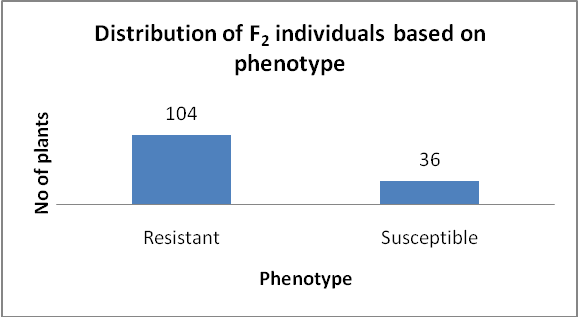 Distribution of F₂ individuals based on
phenotype
104
36
No of plants
Resistant
Susceptible
Phenotype